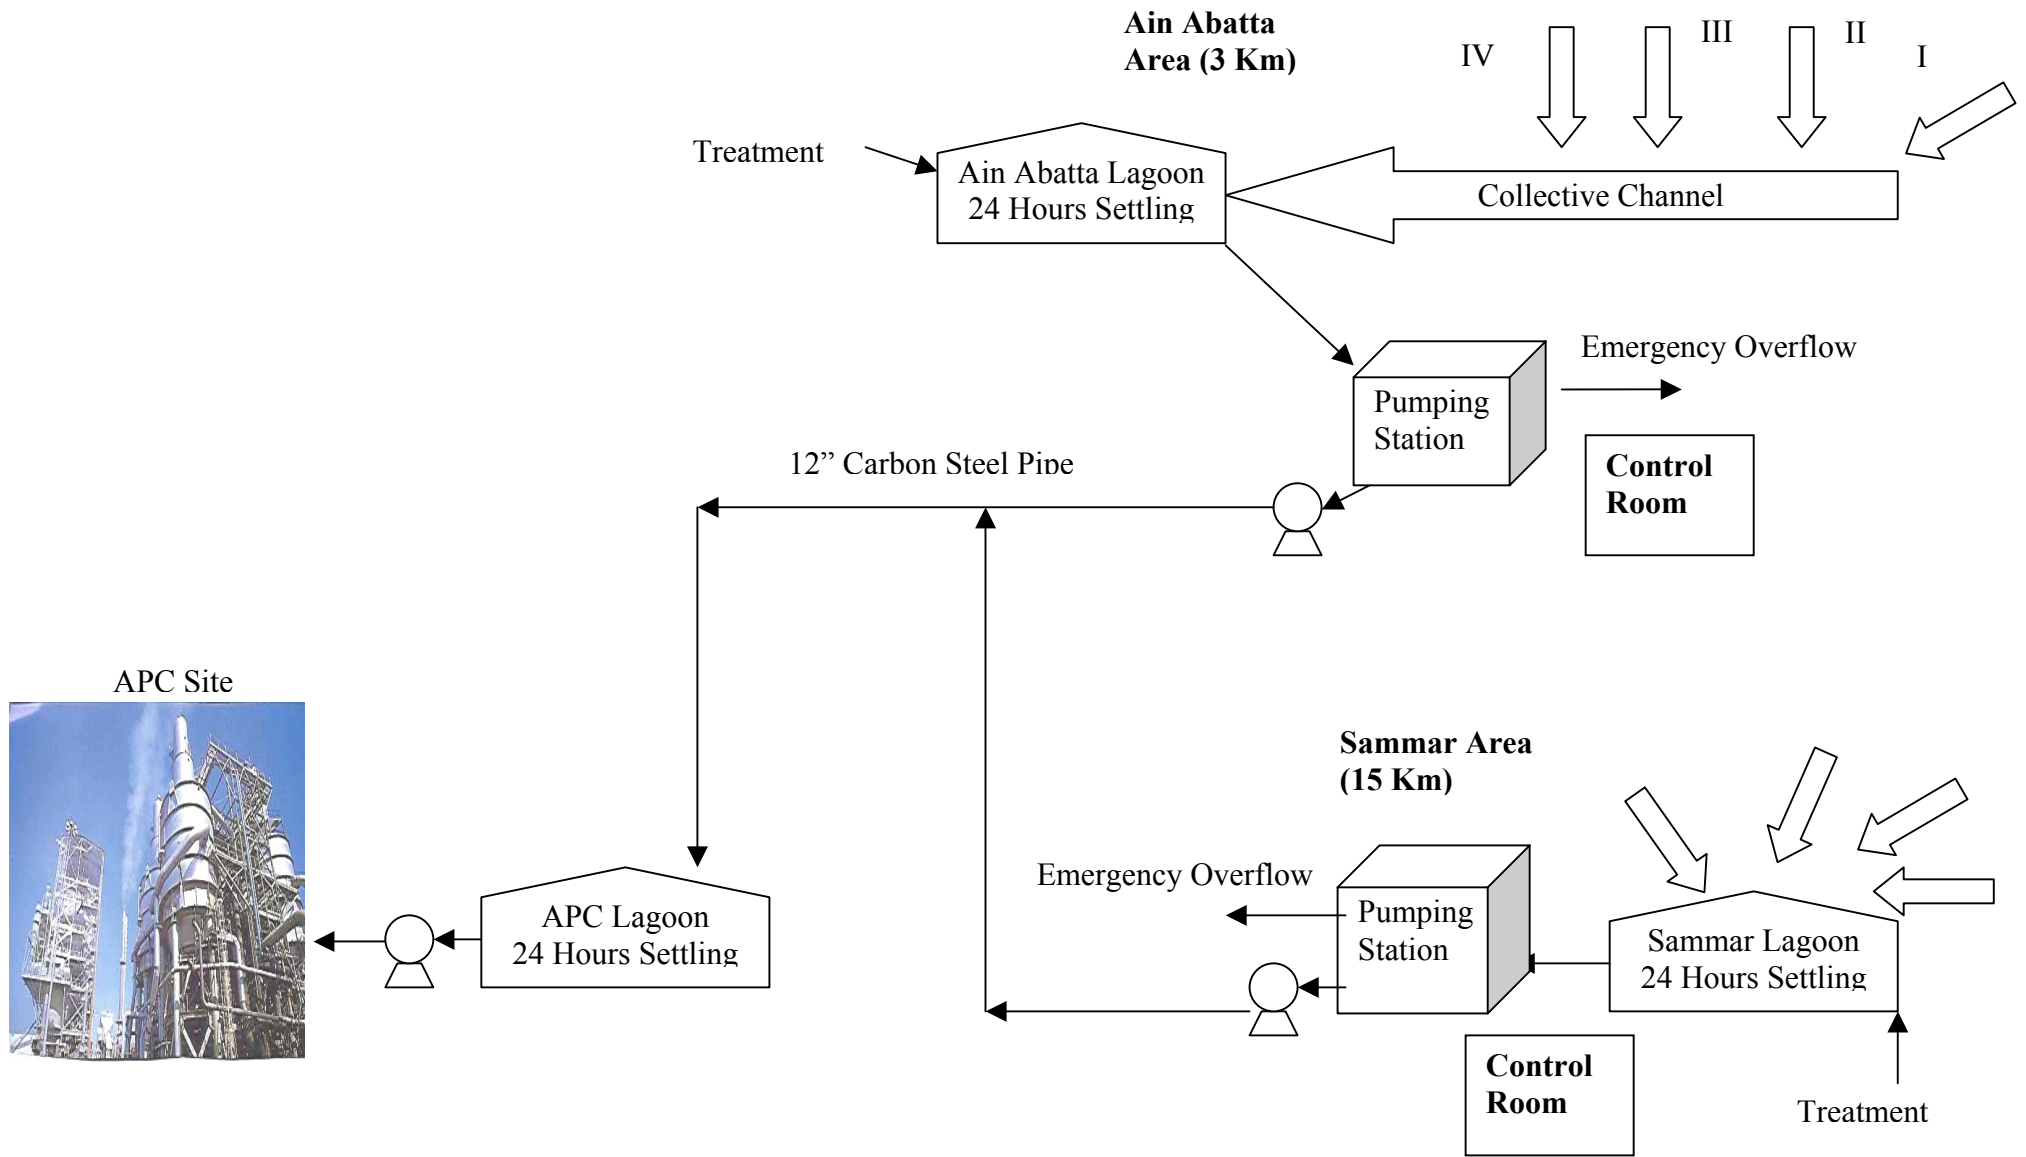 Ain Abatta
Area (3 Km)
IV
III
II
I
Treatment
Ain Abatta Lagoon
24 Hours Settling
Collective Channel
Emergency Overflow
Pumping
Station
Control
Room
12” Carbon Steel Pipe
APC Site
Sammar Area
(15 Km)
Emergency Overflow
Pumping
Station
APC Lagoon
24 Hours Settling
Sammar Lagoon
24 Hours Settling
Control
Room
Treatment